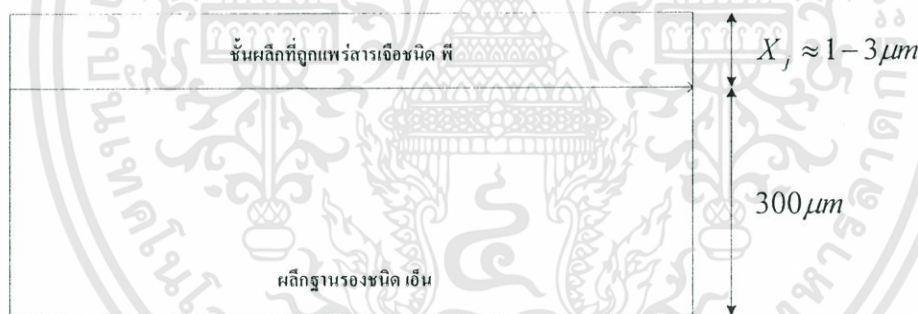 ชั้นผลึกที่ถูกแพร่สารเจือชนิด พี
X_j ≈ 1-3μm
300μm
ผลึกฐานรองชนิด เอ็น